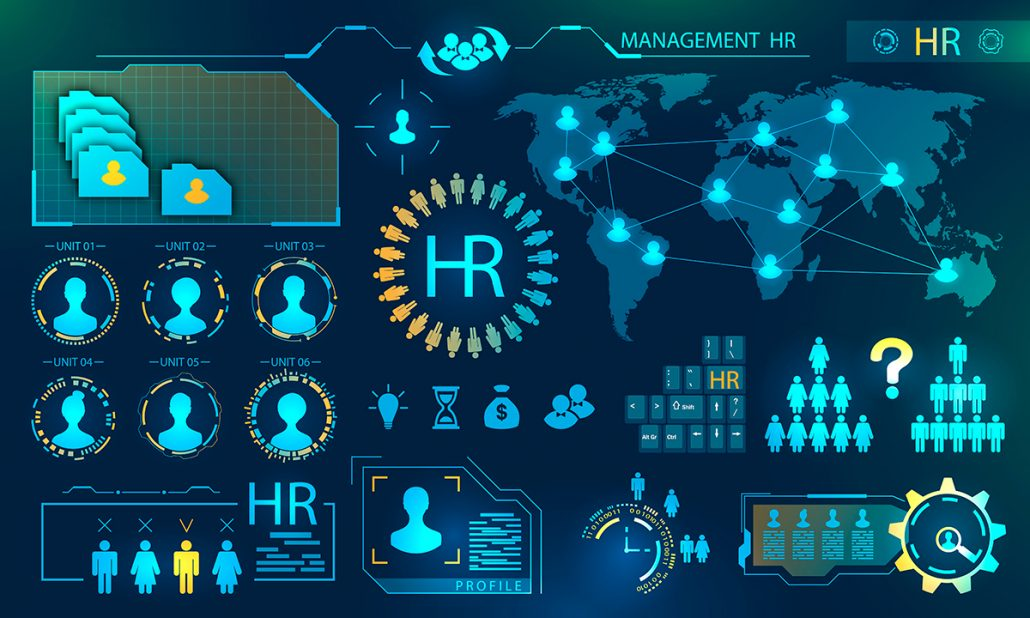 MANAGEMENT HR
HR
UNIT 01
UNIT 02
UNIT 03
HR
UNIT 04
UNIT 05
UNIT 06
} |
] \
: "
; '
HR
< > Shift ?
/
Alt Gr Ctrl
$
?
HR
PROFILE